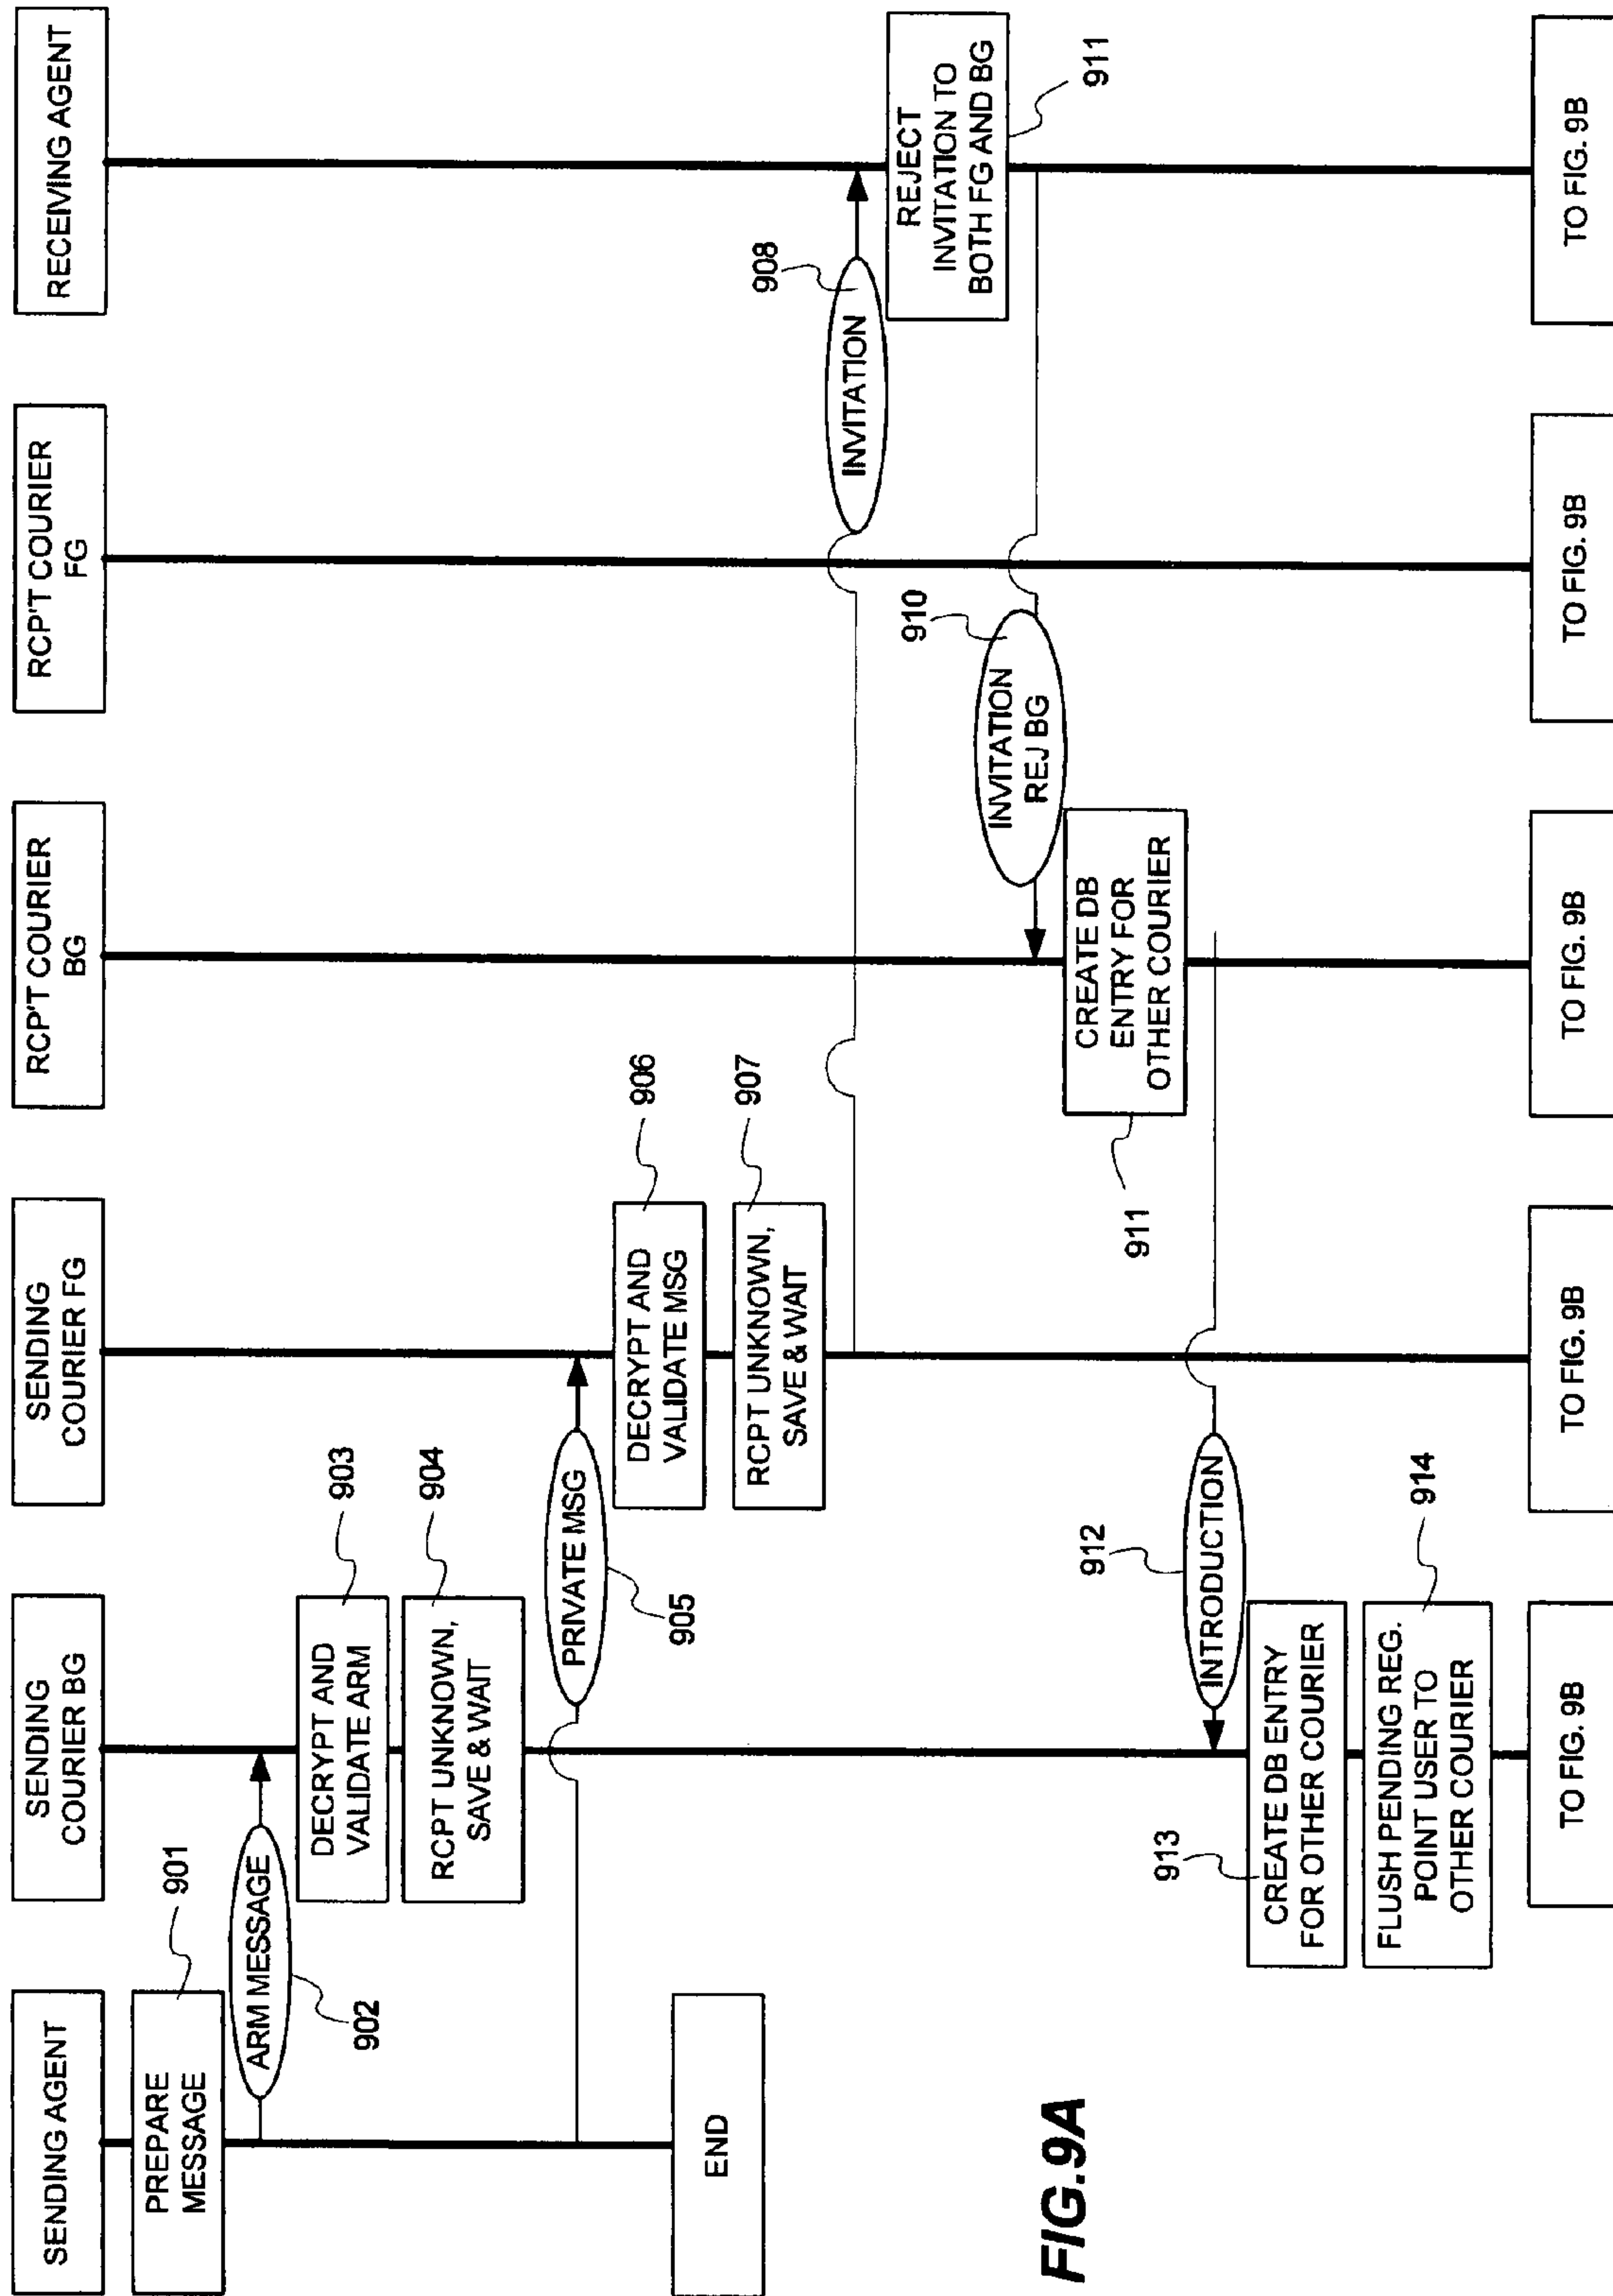 SENDING AGENT
SENDING
COURIER BG
SENDING
COURIER FG
RCP'T COURIER
BG
RCP'T COURIER
FG
RECEIVING AGENT
PREPARE
MESSAGE
901
ARM MESSAGE
902
DECRYPT AND
VALIDATE ARM
903
RCPT UNKNOWN,
SAVE & WAIT
904
PRIVATE MSG
905
DECRYPT AND
VALIDATE MSG
906
RCPT UNKNOWN,
SAVE & WAIT
907
END
INVITATION
908
REJECT
INVITATION TO
BOTH FG AND BG
911
INVITATION
REJ BG
910
CREATE DB
ENTRY FOR
OTHER COURIER
911
INTRODUCTION
912
CREATE DB ENTRY
FOR OTHER COURIER
913
FLUSH PENDING REG.
POINT USER TO
OTHER COURIER
914
TO FIG. 9B
TO FIG. 9B
TO FIG. 9B
TO FIG. 9B
TO FIG. 9B
FIG.9A